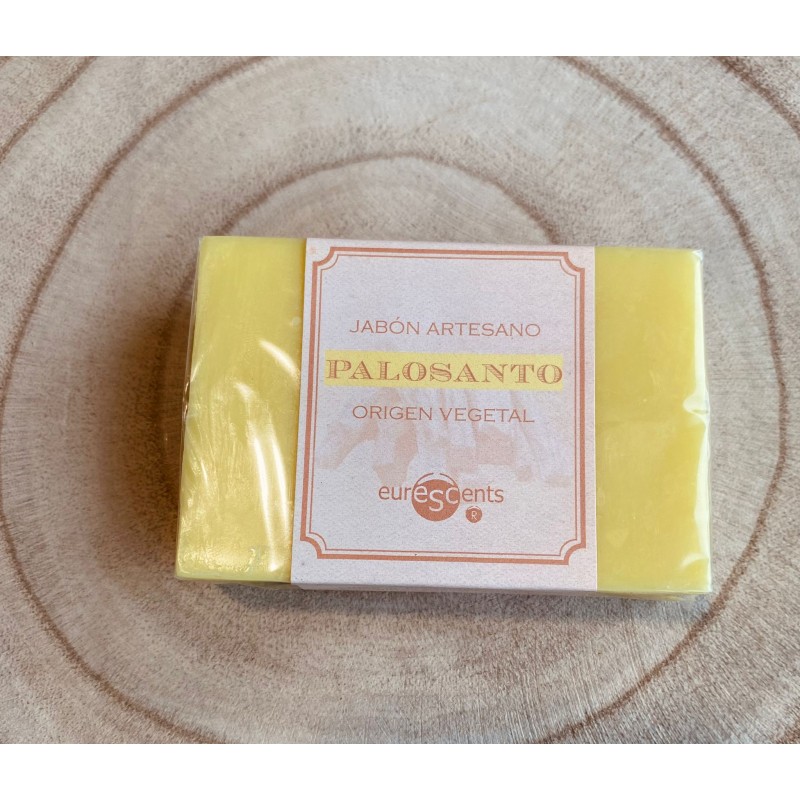 JABÓN ARTESANO
PALOSANTO
ORIGEN VEGETAL
eurescents
R